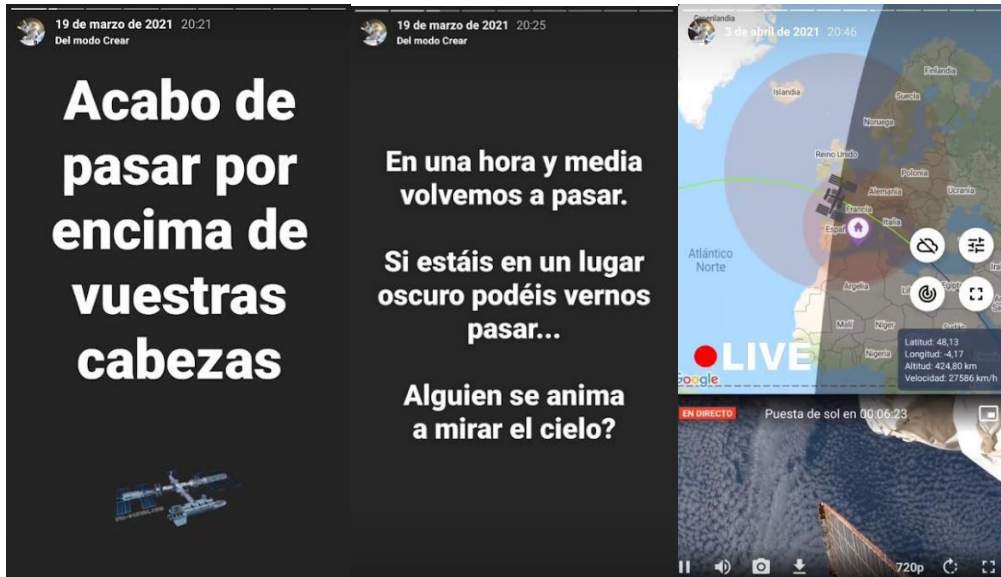 19 de marzo de 2021 20:21
Del modo Crear
Acabo de
pasar por
encima de
vuestras
cabezas
19 de marzo de 2021 20:25
Del modo Crear
En una hora y media
volvemos a pasar.
Si estáis en un lugar
oscuro podéis vernos
pasar...
Alguien se anima
a mirar el cielo?
Groenlandia
3 de abril de 2021 20:46
Finlandia
Islandia
Suecia
Noruega
Reino Unido
Polonia
Alemania
Ucrania
Francia
Italia
Atlántico
Norte
Argelia
Malí
Níger
Sudán
Nigeria
Latitud: 48,13
Longitud: -4,17
Altitud: 424,80 km
Velocidad: 27586 km/h
LIVE
Google
EN DIRECTO
Puesta de sol en 00:06:23
720p